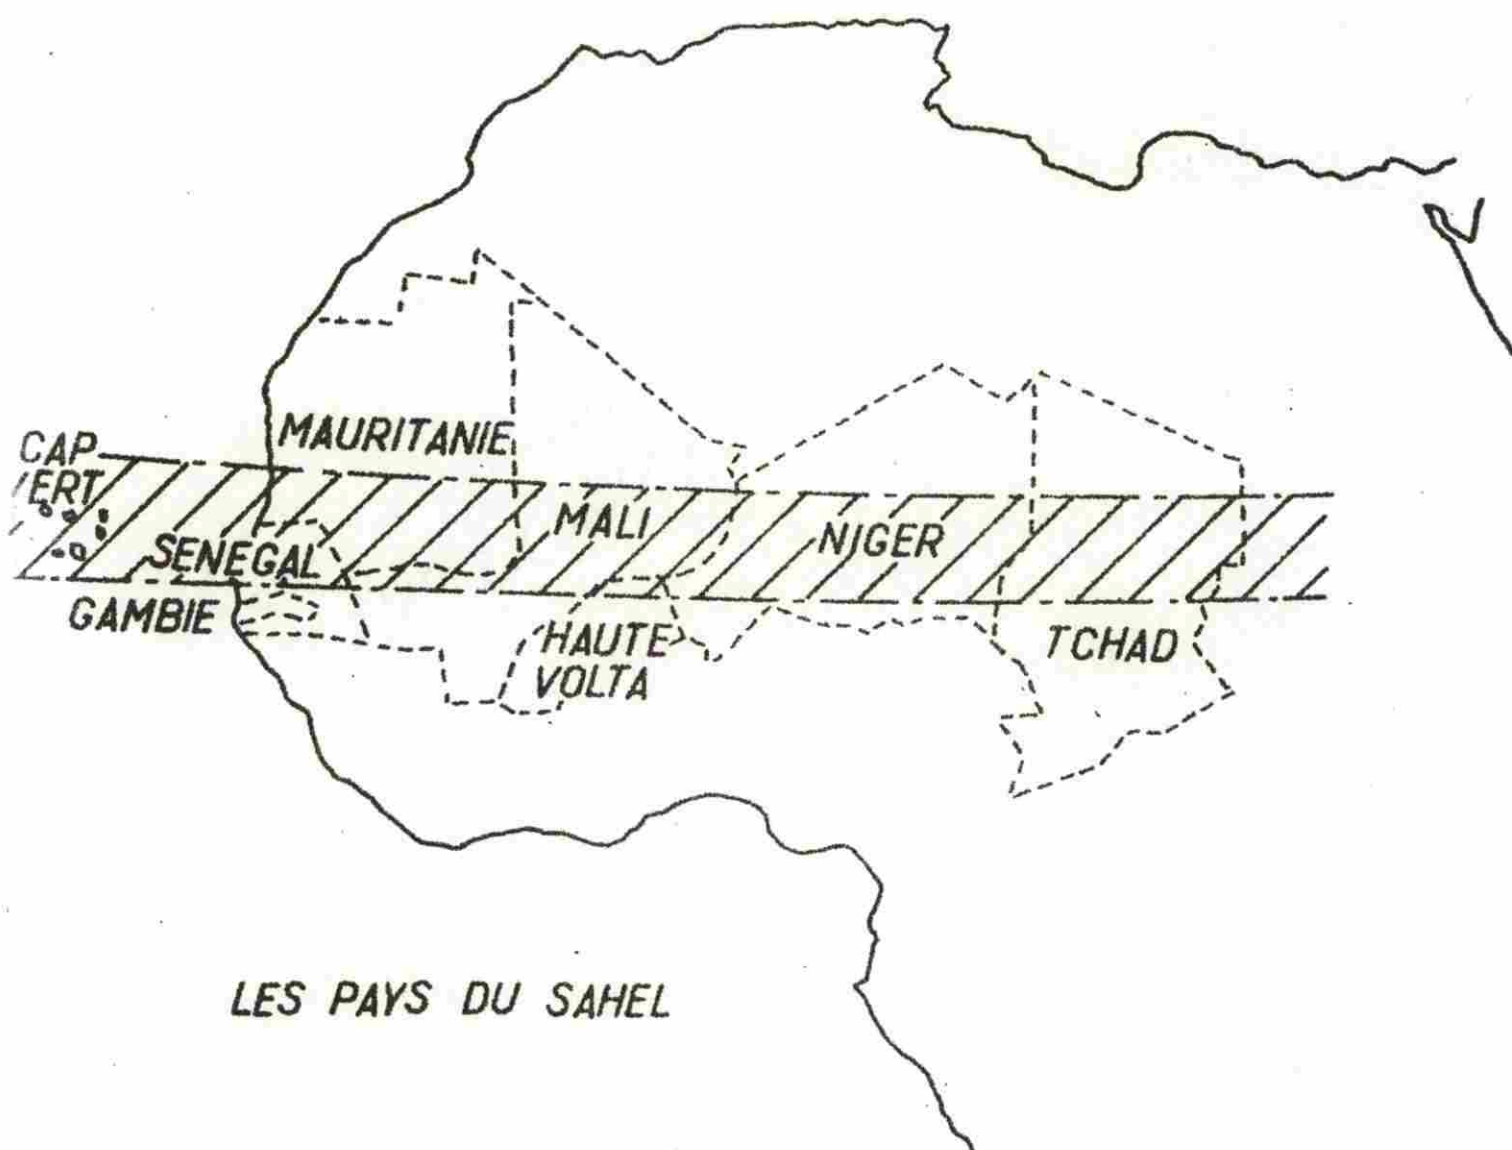 MAURITANIE
CAP
VERT
MALI
NIGER
SENEGAL
GAMBIE
HAUTE
VOLTA
TCHAD
LES PAYS DU SAHEL